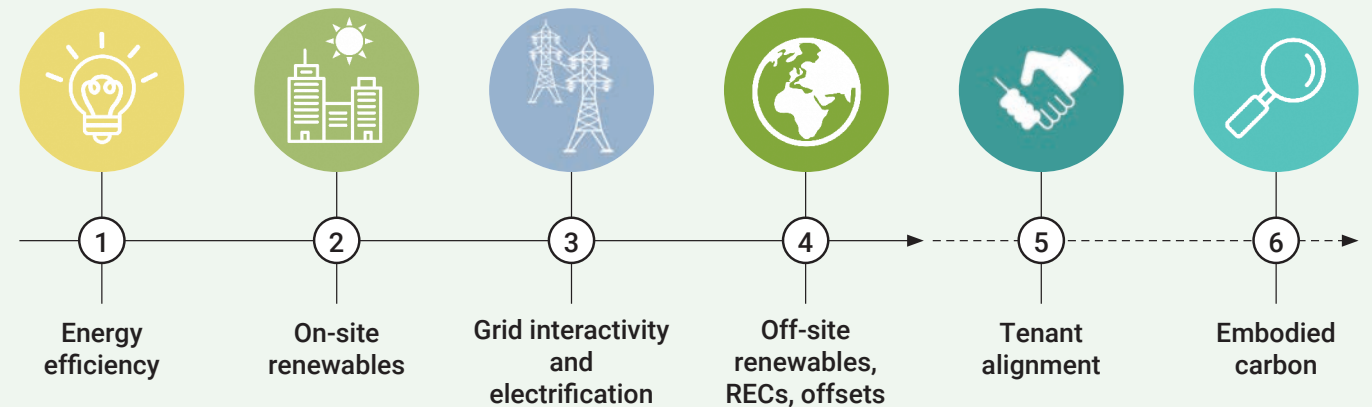 1
2
3
4
5
6
Energy
efficiency
On-site
renewables
Grid interactivity
and
electrification
Off-site
renewables,
RECs, offsets
Tenant
alignment
Embodied
carbon